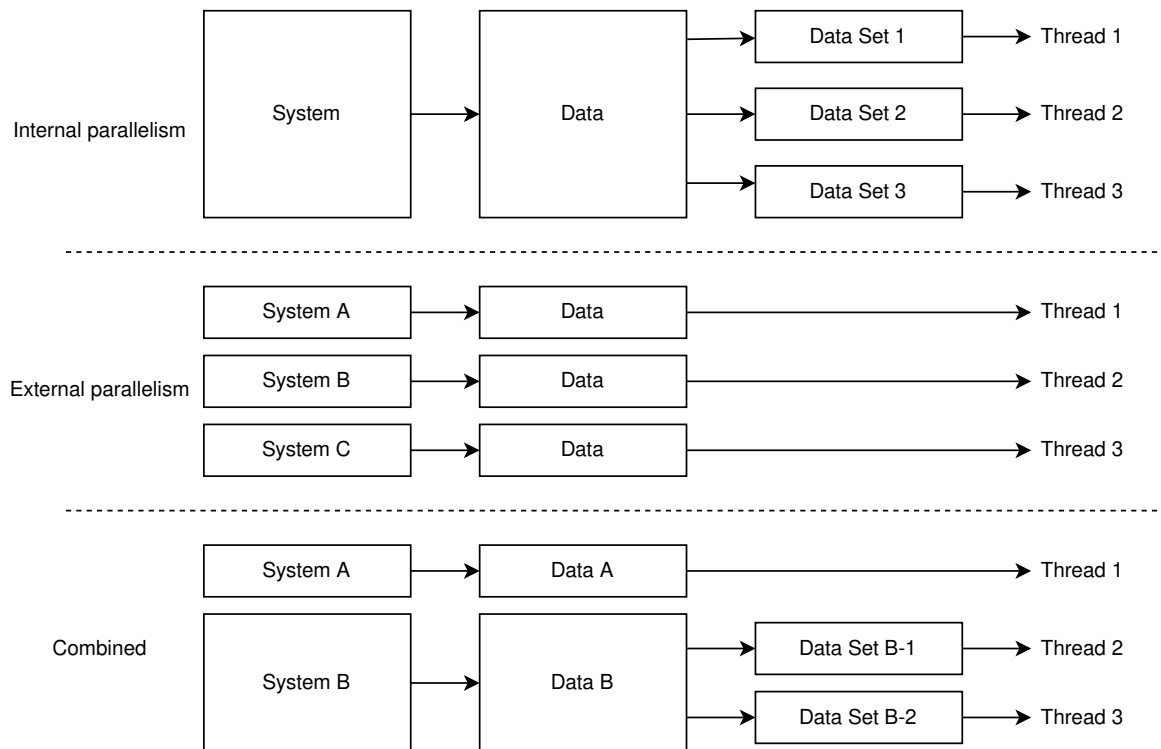 Internal parallelism
System
Data
Data Set 1
Thread 1
Data Set 2
Thread 2
Data Set 3
Thread 3
External parallelism
System A
Data
Thread 1
System B
Data
Thread 2
System C
Data
Thread 3
Combined
System A
Data A
Thread 1
System B
Data B
Data Set B-1
Thread 2
Data Set B-2
Thread 3